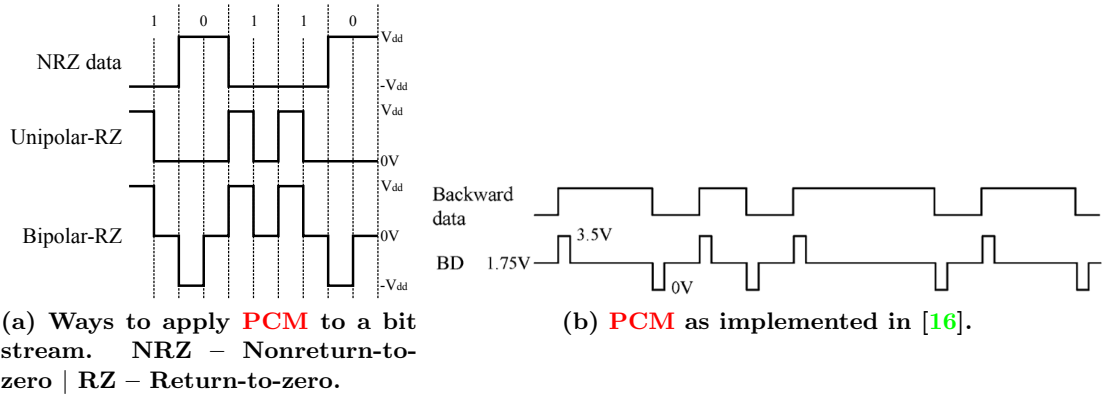 1 0 1 1 0
NRZ data
Vdd
-Vdd
Unipolar-RZ
Vdd
0V
Bipolar-RZ
Vdd
0V
-Vdd
(a) Ways to apply PCM to a bit
stream. NRZ – Nonreturn-to-
zero | RZ – Return-to-zero.
Backward
data
3.5V
BD 1.75V
0V
(b) PCM as implemented in [16].